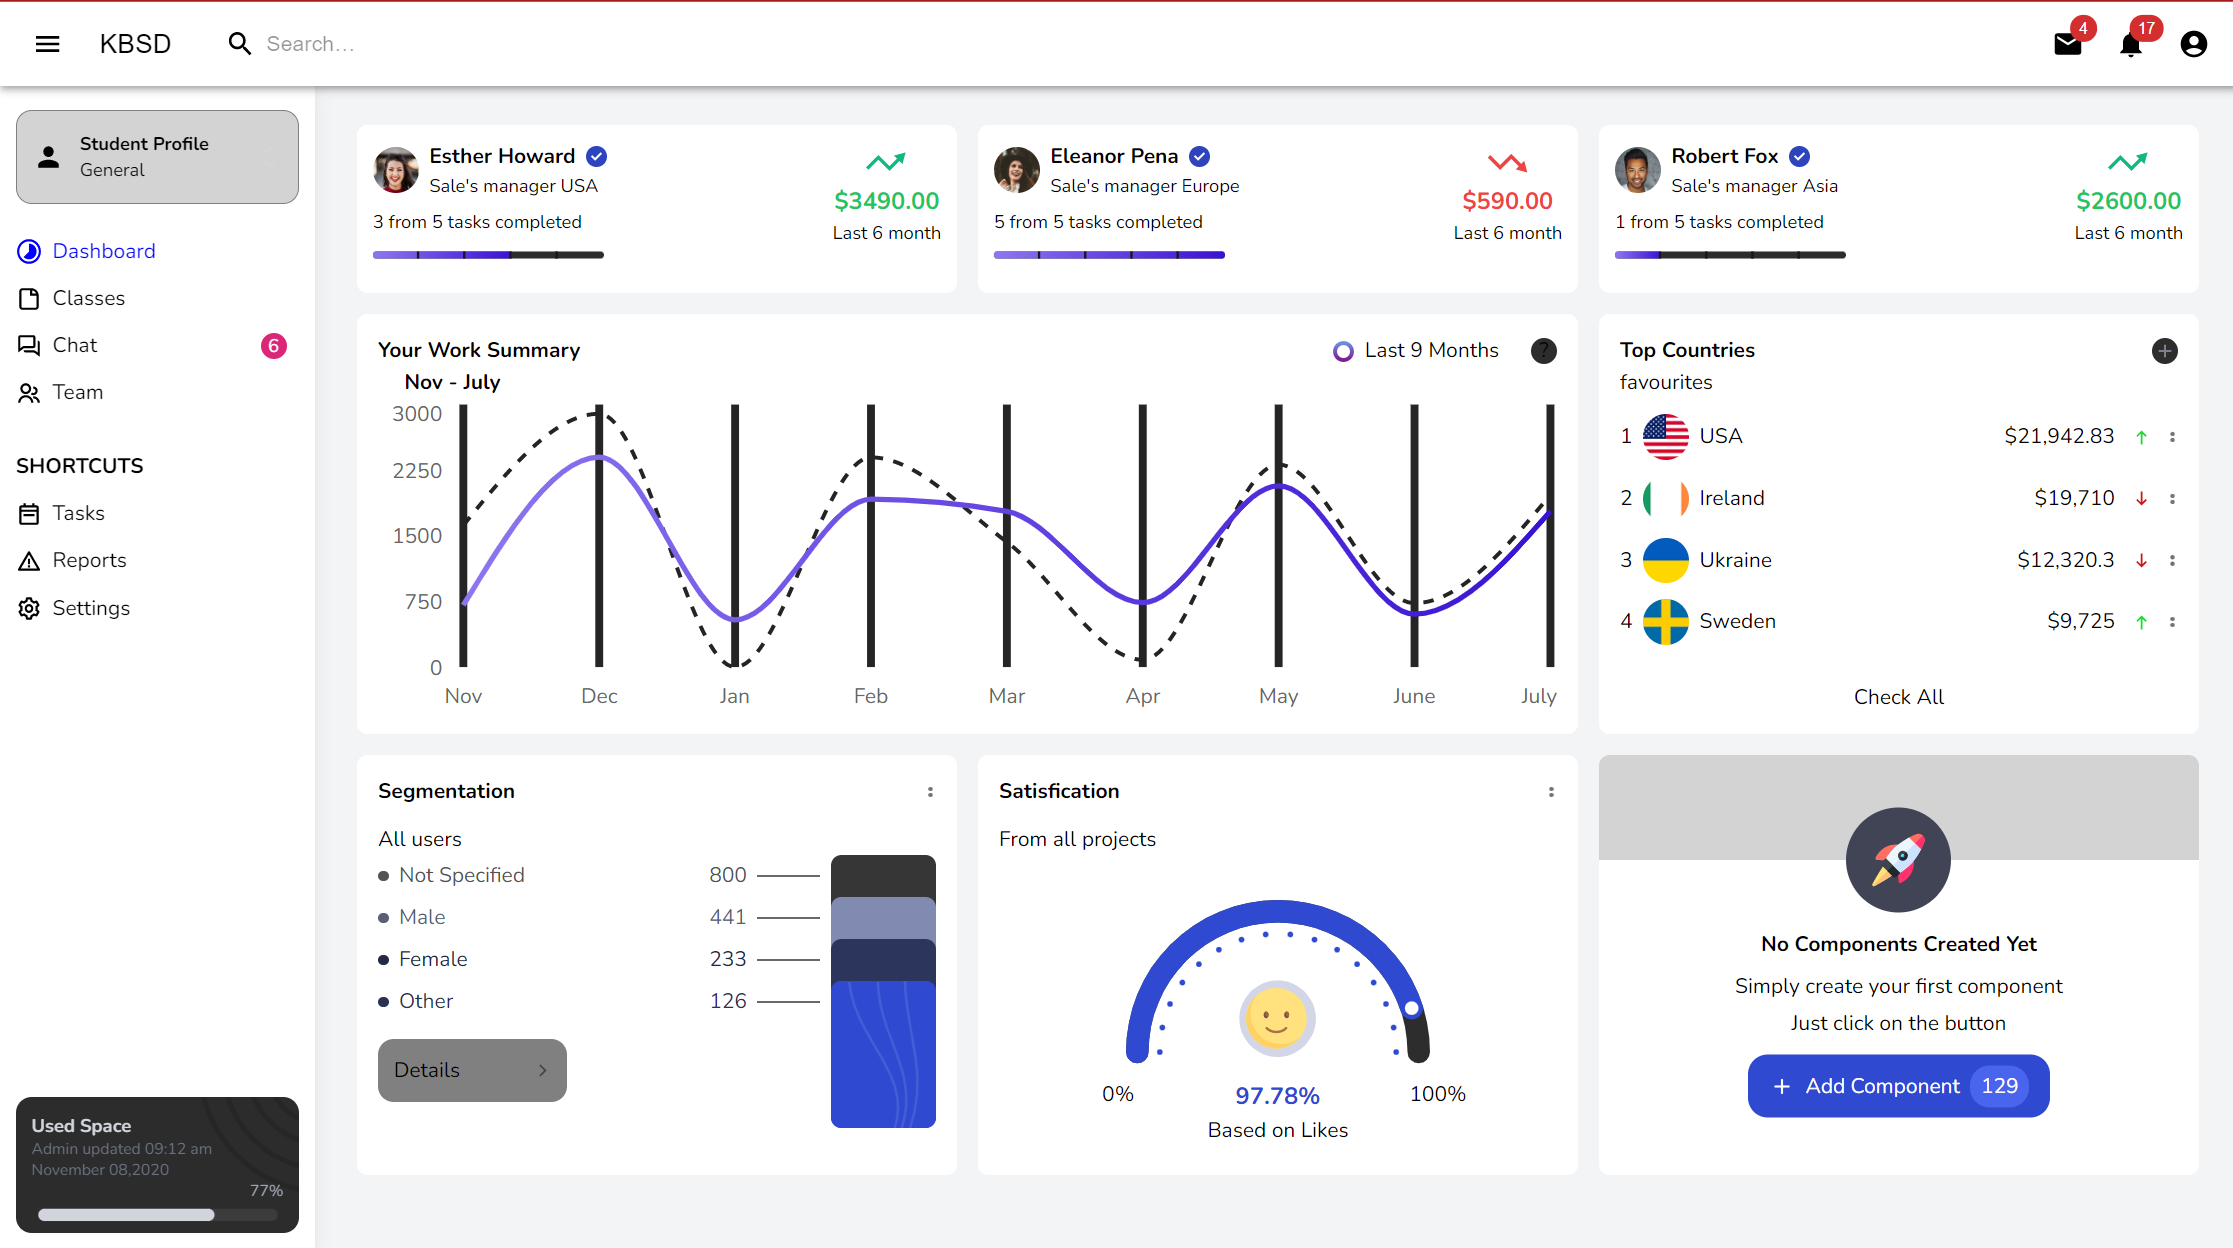 KBSD
Search...
4
17
Student Profile
General
Dashboard
Classes
Chat
6
Team
SHORTCUTS
Tasks
Reports
Settings
Used Space
Admin updated 09:12 am
November 08,2020
77%
Esther Howard
Sale's manager USA
3 from 5 tasks completed
$3490.00
Last 6 month
Eleanor Pena
Sale's manager Europe
5 from 5 tasks completed
$590.00
Last 6 month
Robert Fox
Sale's manager Asia
1 from 5 tasks completed
$2600.00
Last 6 month
Your Work Summary
Nov - July
Last 9 Months
?
3000
2250
1500
750
0
Nov Dec Jan Feb Mar Apr May June July
Top Countries
favourites
1 USA $21,942.83
2 Ireland $19,710
3 Ukraine $12,320.3
4 Sweden $9,725
Check All
Segmentation
All users
Not Specified 800
Male 441
Female 233
Other 126
Details
Satisfication
From all projects
0% 97.78% 100%
Based on Likes
No Components Created Yet
Simply create your first component
Just click on the button
+ Add Component 129